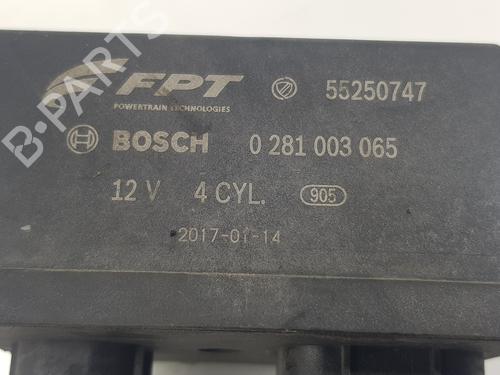 FPT 55250747
POWERTRAIN TECHNOLOGIES
BOSCH 0 281 003 065
12 V 4 CYL. 905
2017-01-14
B-PARTS